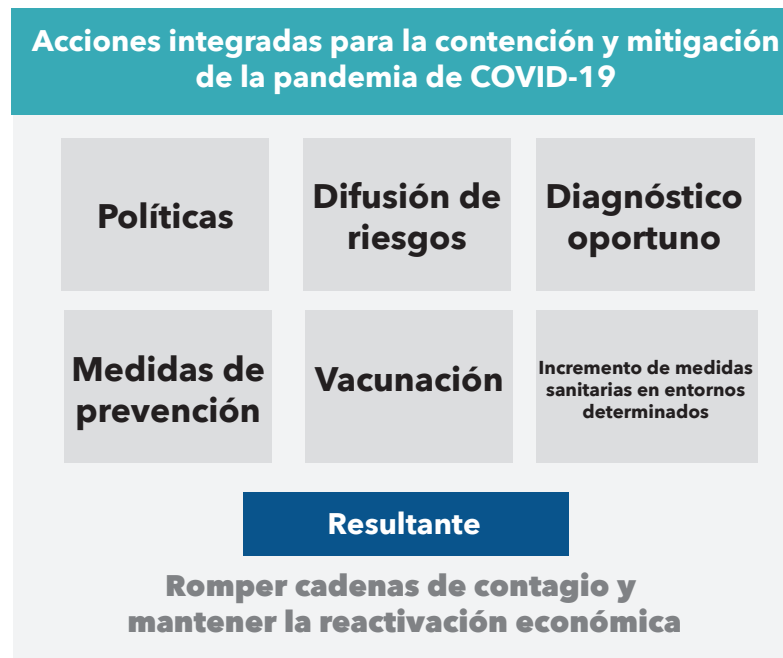 Acciones integradas para la contención y mitigación
de la pandemia de COVID-19
Políticas
Difusión de
riesgos
Diagnóstico
oportuno
Medidas de
prevención
Vacunación
Incremento de medidas
sanitarias en entornos
determinados
Resultante
Romper cadenas de contagio y
mantener la reactivación económica